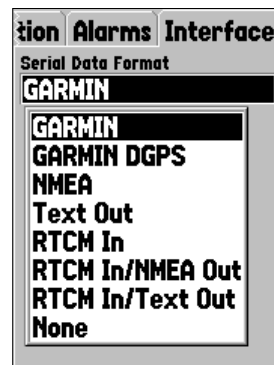 tion Alarms Interface
Serial Data Format
GARMIN
GARMIN
GARMIN DGPS
NMEA
Text Out
RTCM In
RTCM In/NMEA Out
RTCM In/Text Out
None